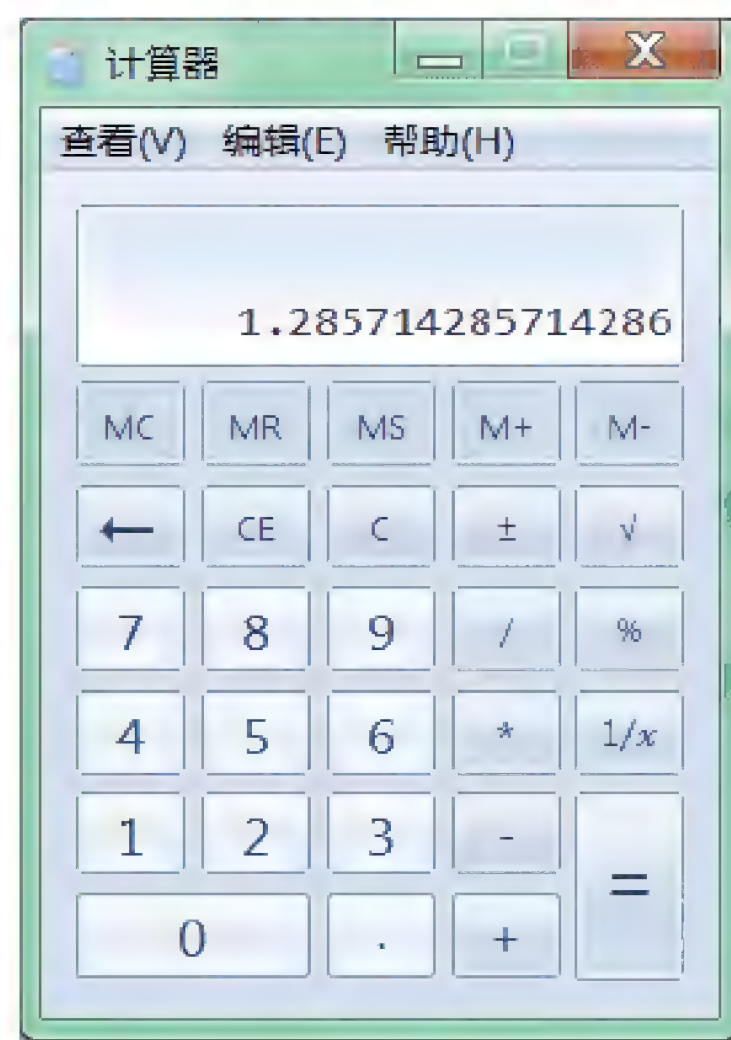 计算器
查看(V) 编辑(E) 帮助(H)
1.285714285714286
MC MR MS M+ M-
← CE C ± √
7 8 9 / %
4 5 6 * 1/x
1 2 3 - =
0 . +